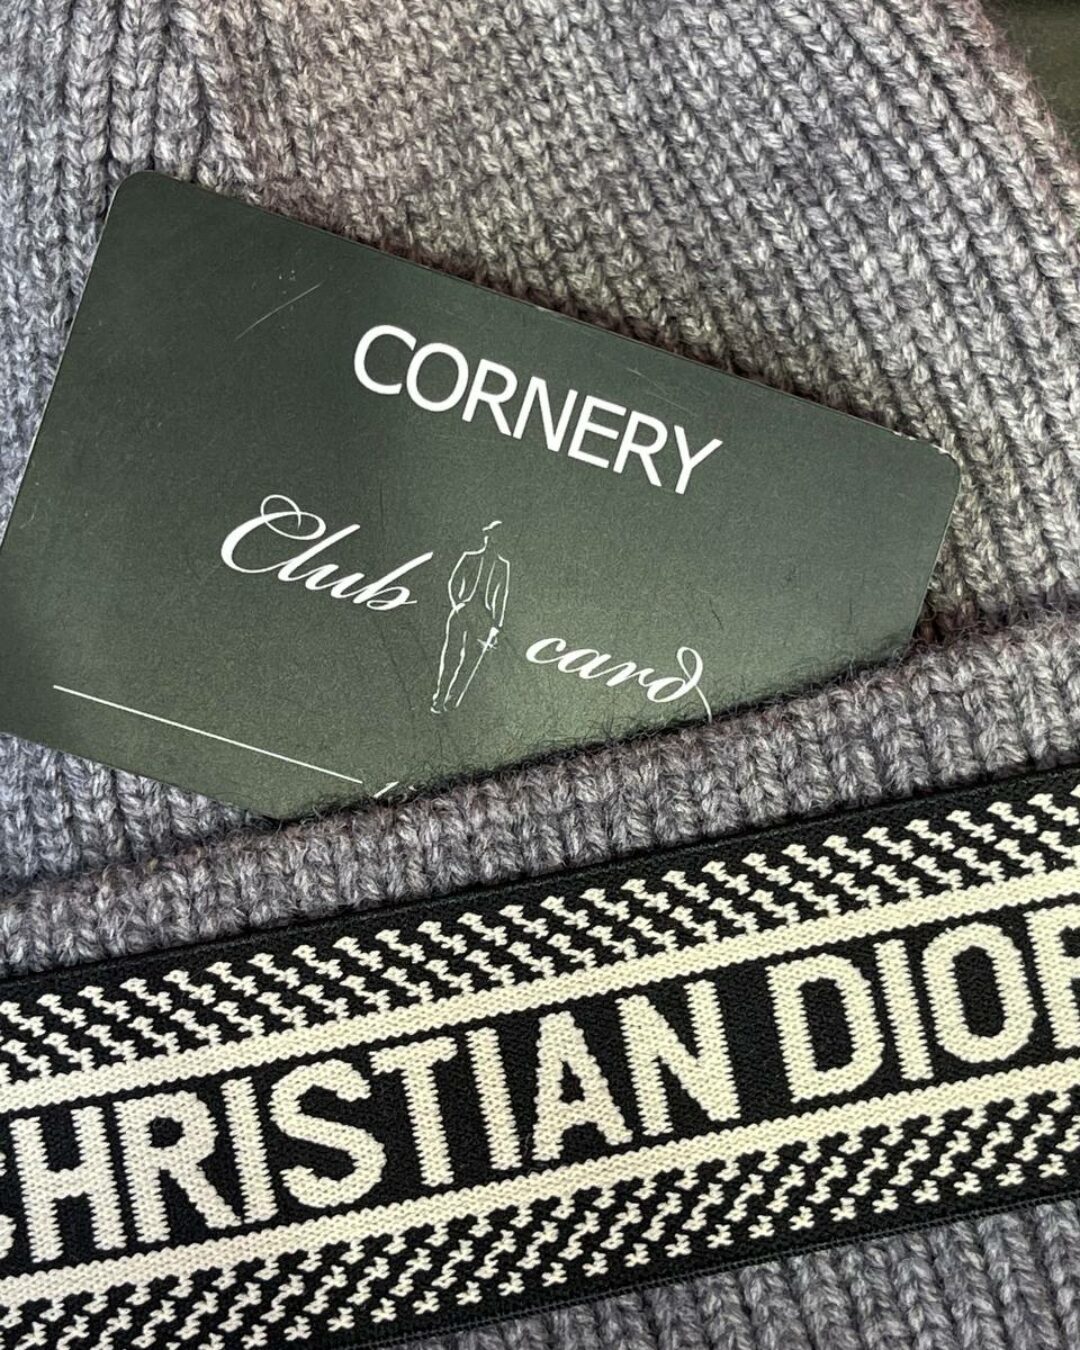 CORNERY
Club card
CHRISTIAN DIOR